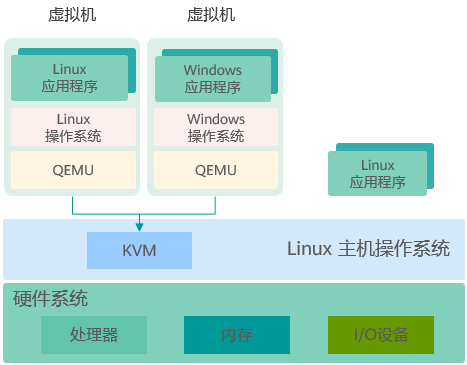 虚拟机
虚拟机
Linux
应用程序
Windows
应用程序
Linux
操作系统
Windows
操作系统
QEMU
QEMU
Linux
应用程序
KVM
Linux 主机操作系统
硬件系统
处理器
内存
I/O设备